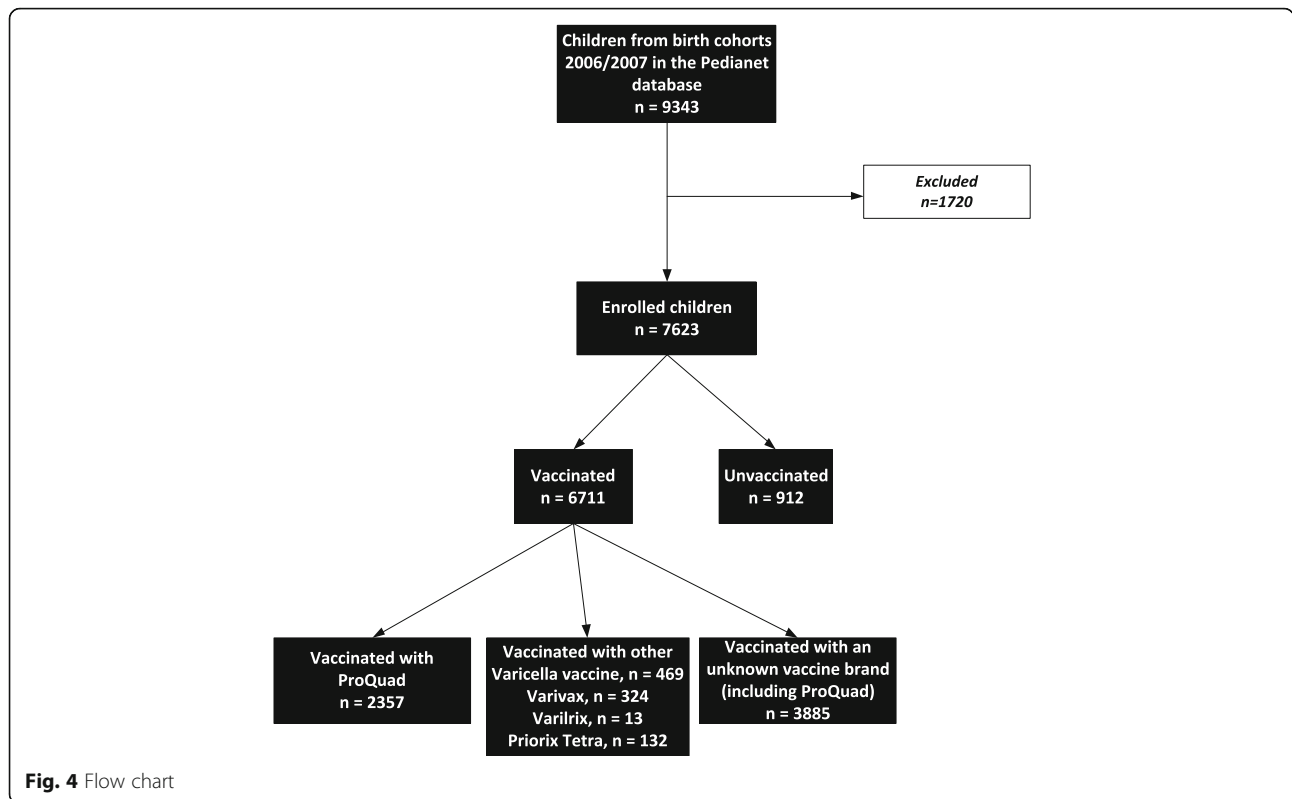 Children from birth cohorts
2006/2007 in the Pedianet
database
n = 9343
Excluded
n=1720
Enrolled children
n = 7623
Vaccinated
n = 6711
Unvaccinated
n = 912
Vaccinated with
ProQuad
n = 2357
Vaccinated with other
Varicella vaccine, n = 469
Varivax, n = 324
Varilrix, n = 13
Priorix Tetra, n = 132
Vaccinated with an
unknown vaccine brand
(including ProQuad)
n = 3885
Fig. 4 Flow chart